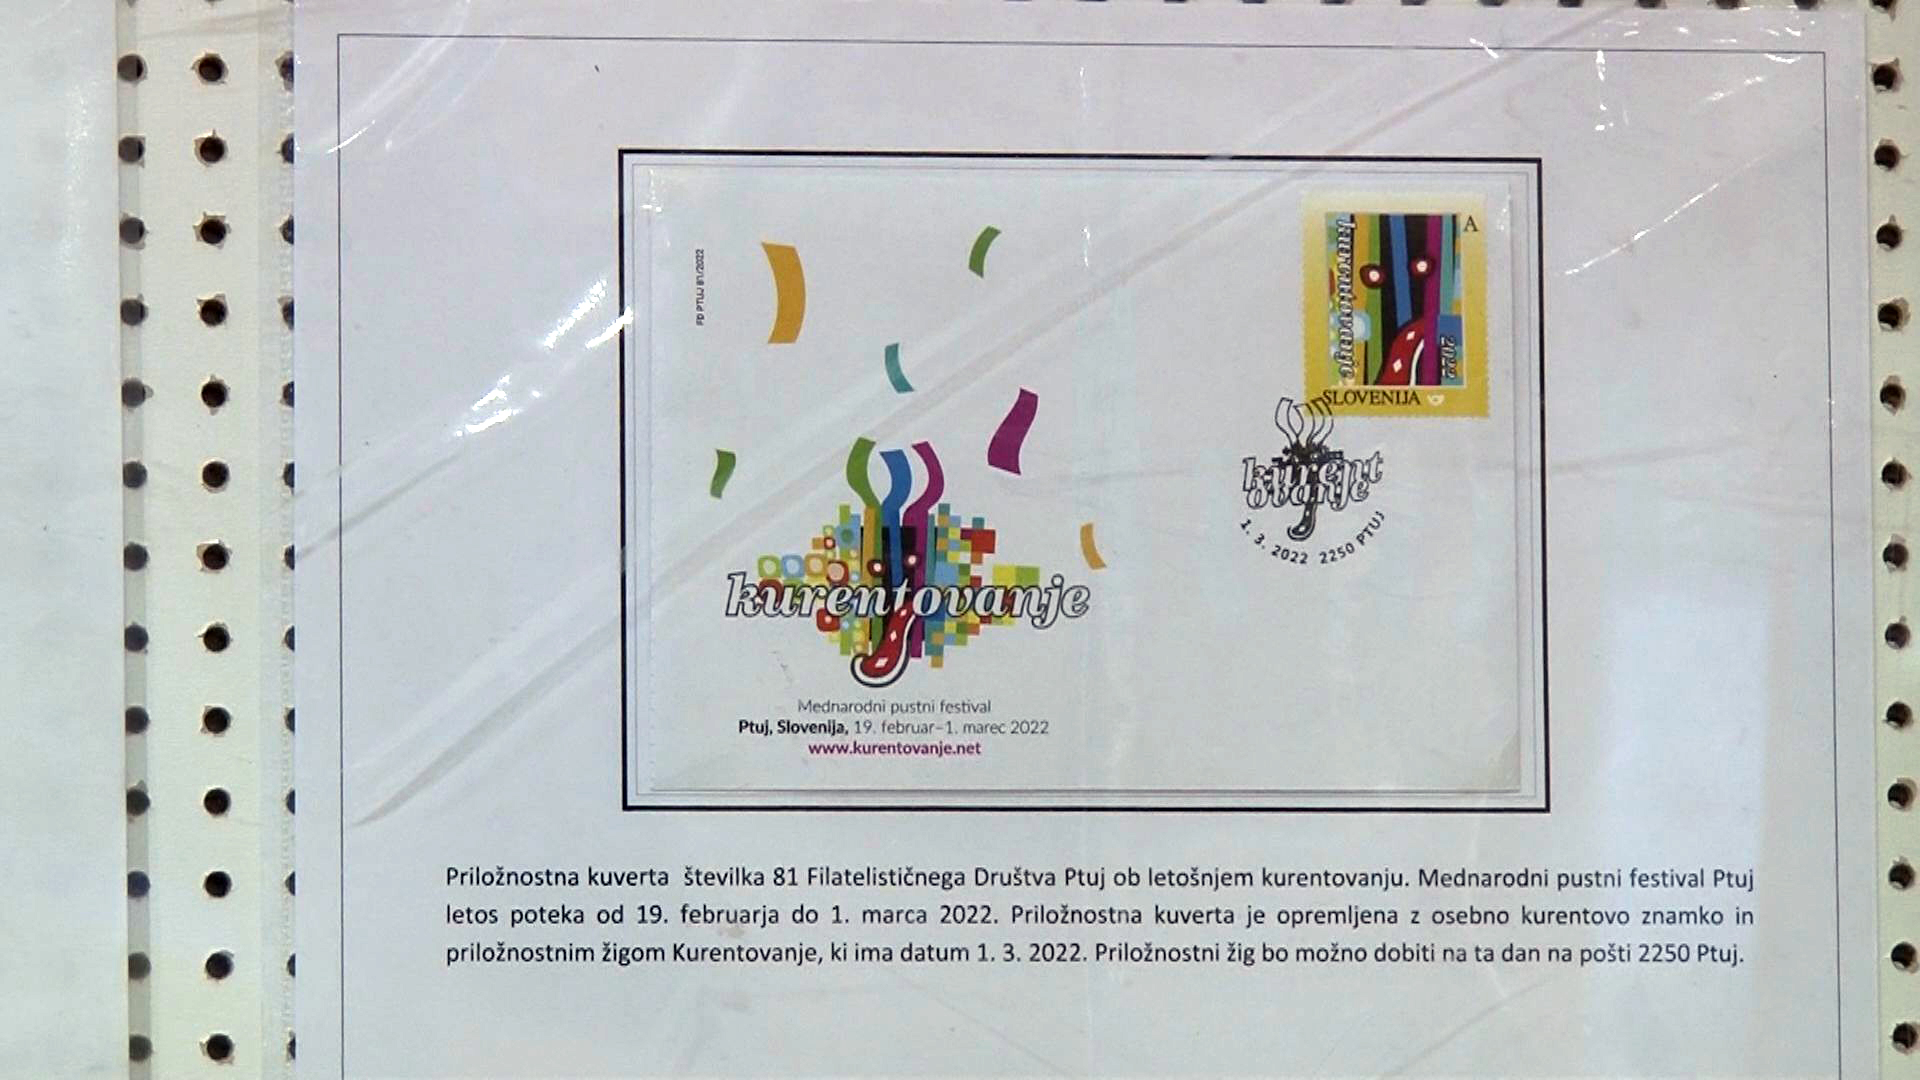 FD PTUJ 81/2022
kurentovanje
2022
A
SLOVENIJA
kurent
ovanje
1. 3. 2022 2250 PTUJ
kurentovanje
Mednarodni pustni festival
Ptuj, Slovenija, 19. februar–1. marec 2022
www.kurentovanje.net
Priložnostna kuverta številka 81 Filatelističnega Društva Ptuj ob letošnjem kurentovanju. Mednarodni pustni festival Ptuj
letos poteka od 19. februarja do 1. marca 2022. Priložnostna kuverta je opremljena z osebno kurentovo znamko in
priložnostnim žigom Kurentovanje, ki ima datum 1. 3. 2022. Priložnostni žig bo možno dobiti na ta dan na pošti 2250 Ptuj.